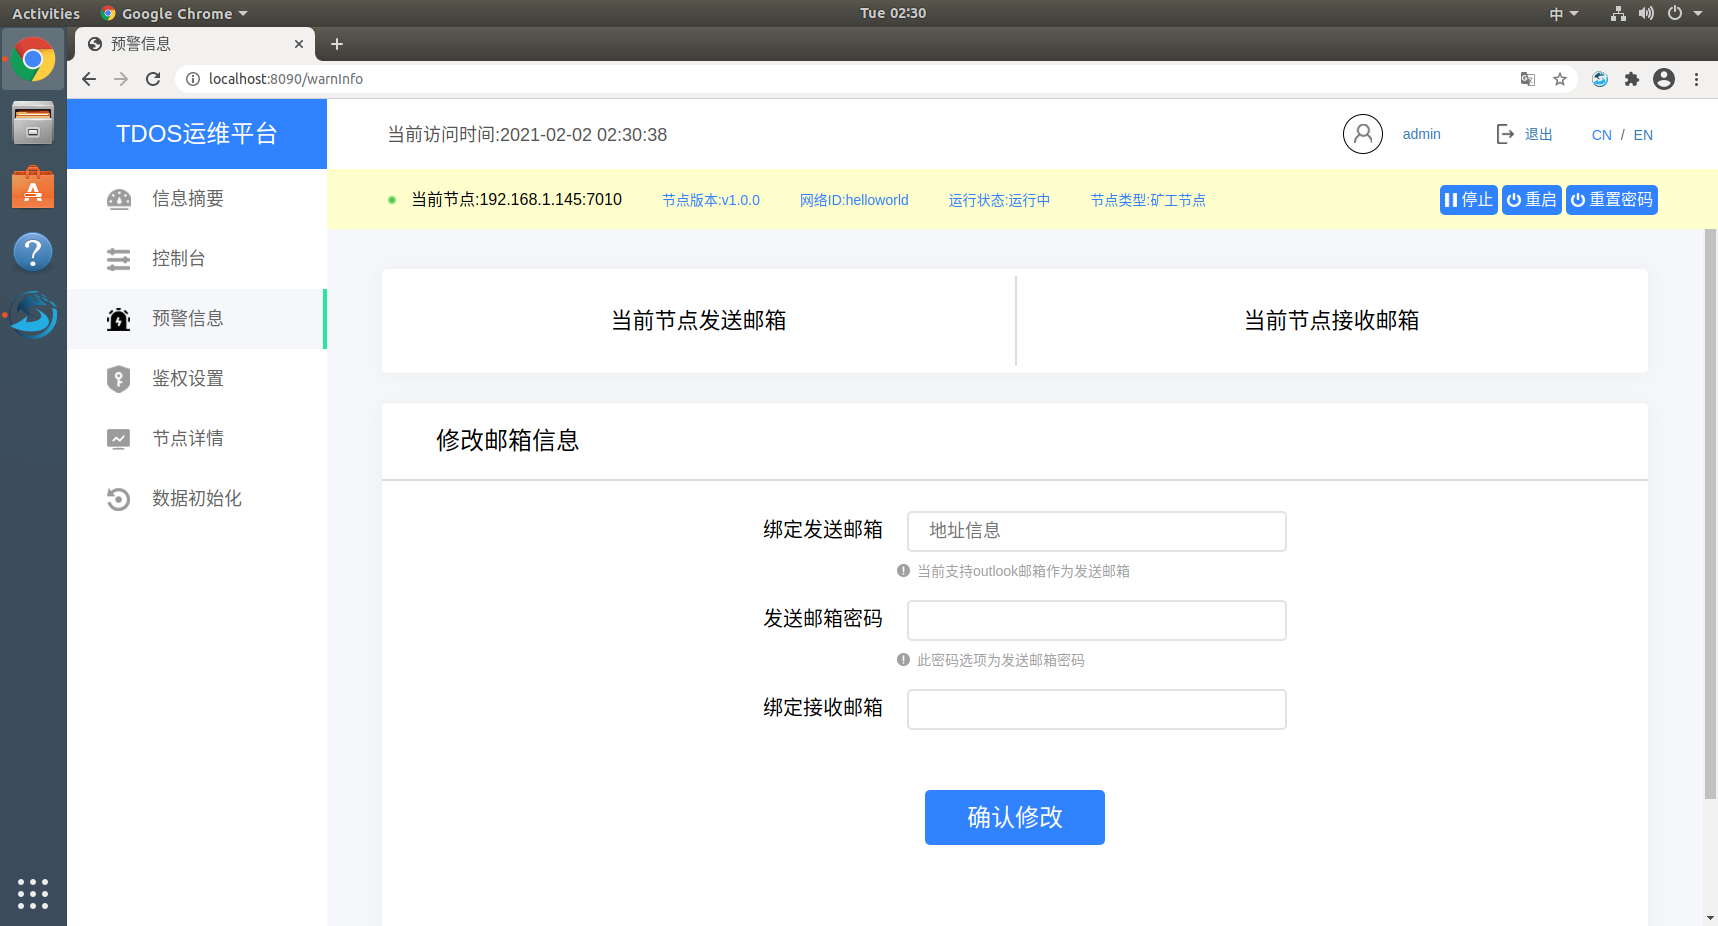 Activities Google Chrome Tue 02:30 中
预警信息
localhost:8090/warnInfo
TDOS运维平台
当前访问时间:2021-02-02 02:30:38 admin 退出 CN / EN
当前节点:192.168.1.145:7010 节点版本:v1.0.0 网络ID:helloworld 运行状态:运行中 节点类型:矿工节点 停止 重启 重置密码
信息摘要
控制台
预警信息
鉴权设置
节点详情
数据初始化
当前节点发送邮箱 当前节点接收邮箱
修改邮箱信息
绑定发送邮箱 地址信息
当前支持outlook邮箱作为发送邮箱
发送邮箱密码
此密码选项为发送邮箱密码
绑定接收邮箱
确认修改